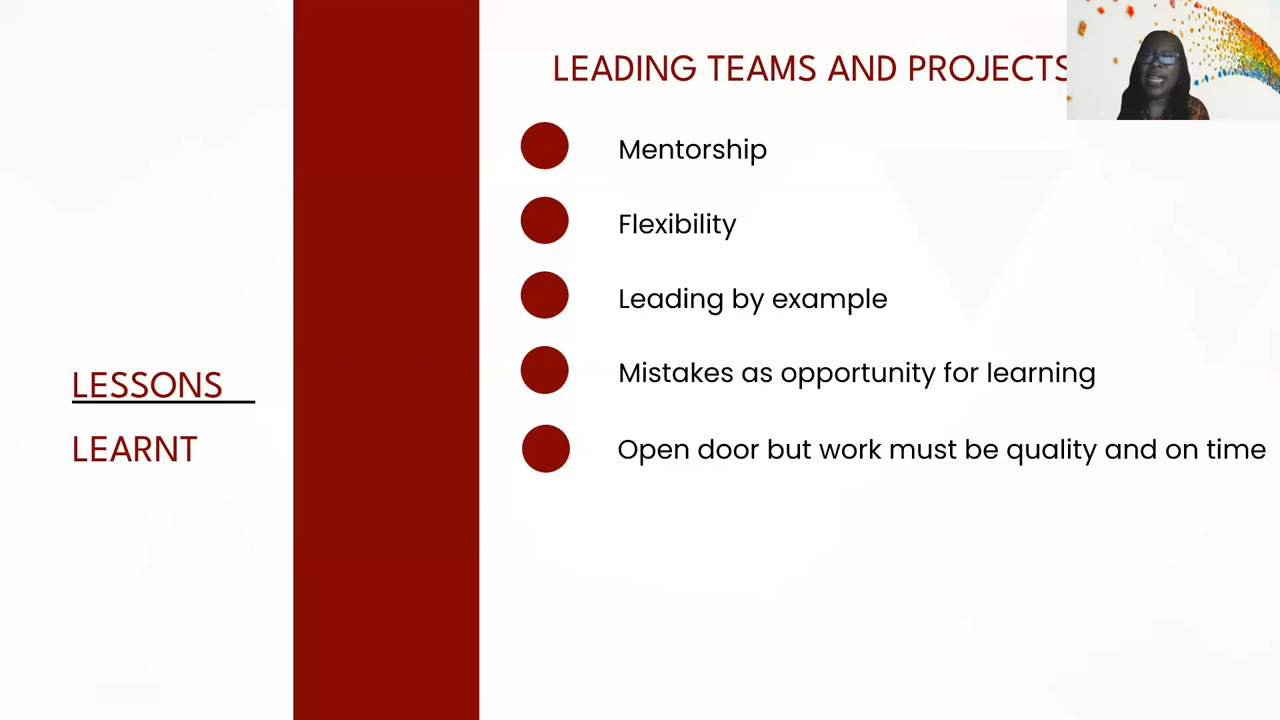 LEADING TEAMS AND PROJECTS
Mentorship
Flexibility
Leading by example
Mistakes as opportunity for learning
Open door but work must be quality and on time
LESSONS
LEARNT